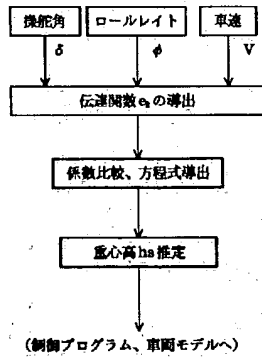 操舵角 ロールレイト 車速
δ φ V
伝達関数ekの導出
係数比較、方程式導出
重心高hs推定
(制御プログラム、車両モデルへ)